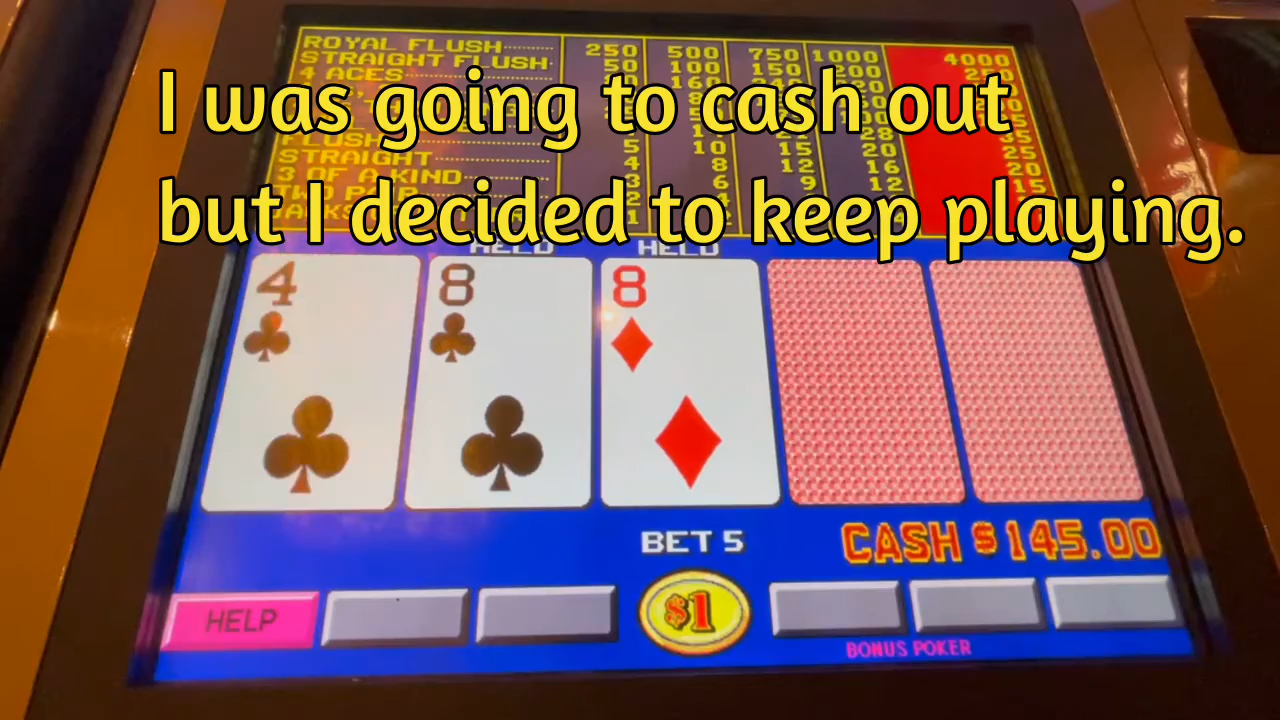 ROYAL FLUSH 250 500 750 1000 4000
STRAIGHT FLUSH 50 100 150 200
4 ACES 160
I was going to cash out
FLUSH 5 10 15 20 25
STRAIGHT 4 8 12 16 20
3 OF A KIND 3 6 9 12 15
but I decided to keep playing.
HELD HELD
4 8 8
BET 5
CASH $145.00
HELP $1
BONUS POKER